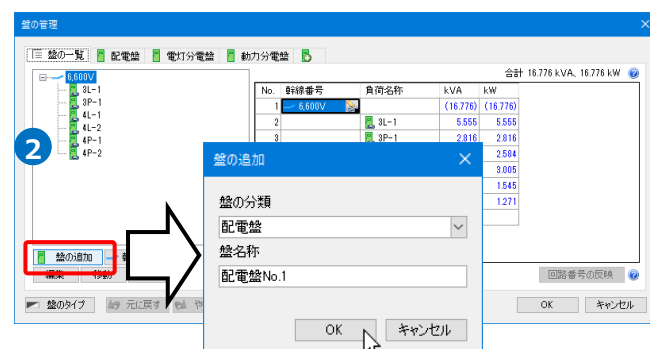 盤の管理
盤の一覧 配電盤 電灯分電盤 動力分電盤
合計 16.776 kVA、16.776 kW
6,600V
3L-1
3P-1
4L-1
4L-2
4P-1
4P-2
2
No. 幹線番号 負荷名称 kVA kW
1 6,600V (16.776) (16.776)
2 3L-1 5.555 5.555
3 3P-1 2.816 2.816
2.584
3.005
1.545
1.271
盤の追加
編集 移動
回路番号の反映
盤のタイプ 元に戻す や
OK キャンセル
盤の追加
盤の分類
配電盤
盤名称
配電盤No.1
OK キャンセル